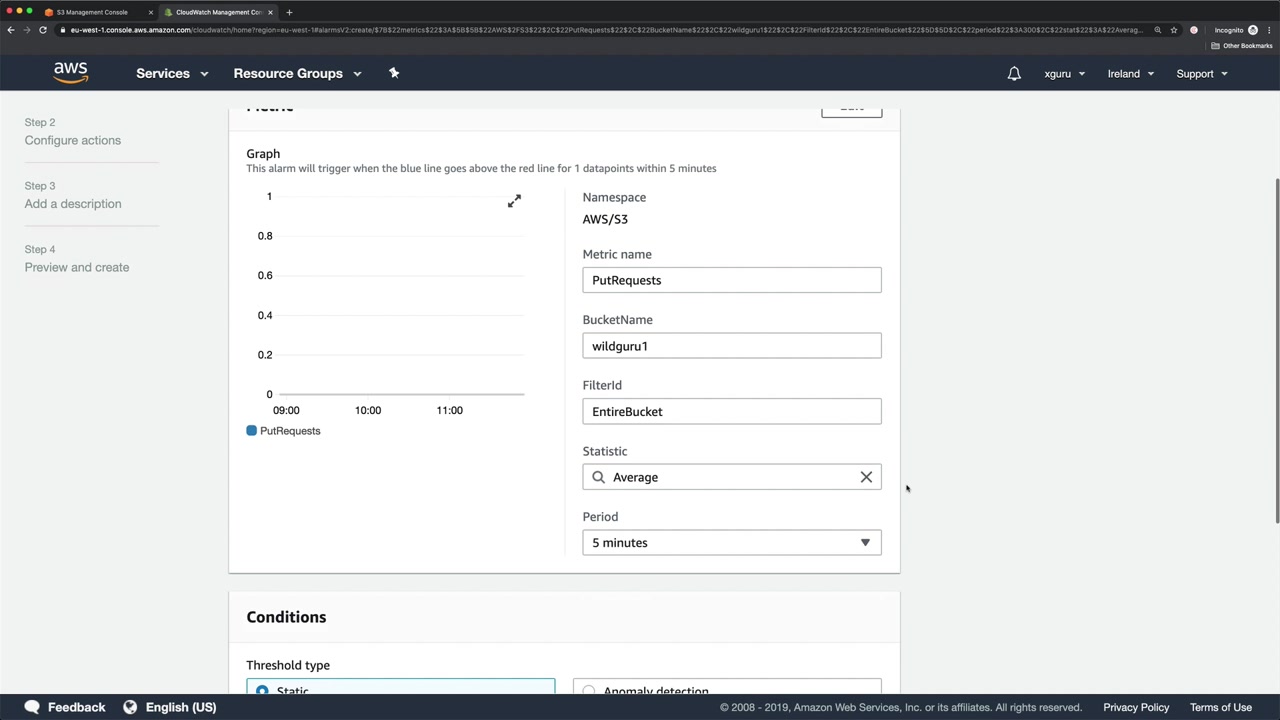 S3 Management Console
CloudWatch Management Con
eu-west-1.console.aws.amazon.com/cloudwatch/home?region=eu-west-1#alarmsV2:create/$7B$22metrics$22$3A$5B$5B$22AWS$2FS3$22$2C$22PutRequests$22$2C$22BucketName$22$2C$22wildguru1$22$2C$22FilterId$22$2C$22EntireBucket$22$5D$5D$2C$22period$22$3A300$2C$22stat$22$3A$22Averag...
Incognito
Other Bookmarks
aws
Services
Resource Groups
xguru
Ireland
Support
Step 2
Configure actions
Step 3
Add a description
Step 4
Preview and create
Metric
Edit
Graph
This alarm will trigger when the blue line goes above the red line for 1 datapoints within 5 minutes
1
0.8
0.6
0.4
0.2
0
09:00 10:00 11:00
PutRequests
Namespace
AWS/S3
Metric name
PutRequests
BucketName
wildguru1
FilterId
EntireBucket
Statistic
Average
Period
5 minutes
Conditions
Threshold type
Static
Anomaly detection
Feedback
English (US)
© 2008 - 2019, Amazon Web Services, Inc. or its affiliates. All rights reserved.
Privacy Policy
Terms of Use